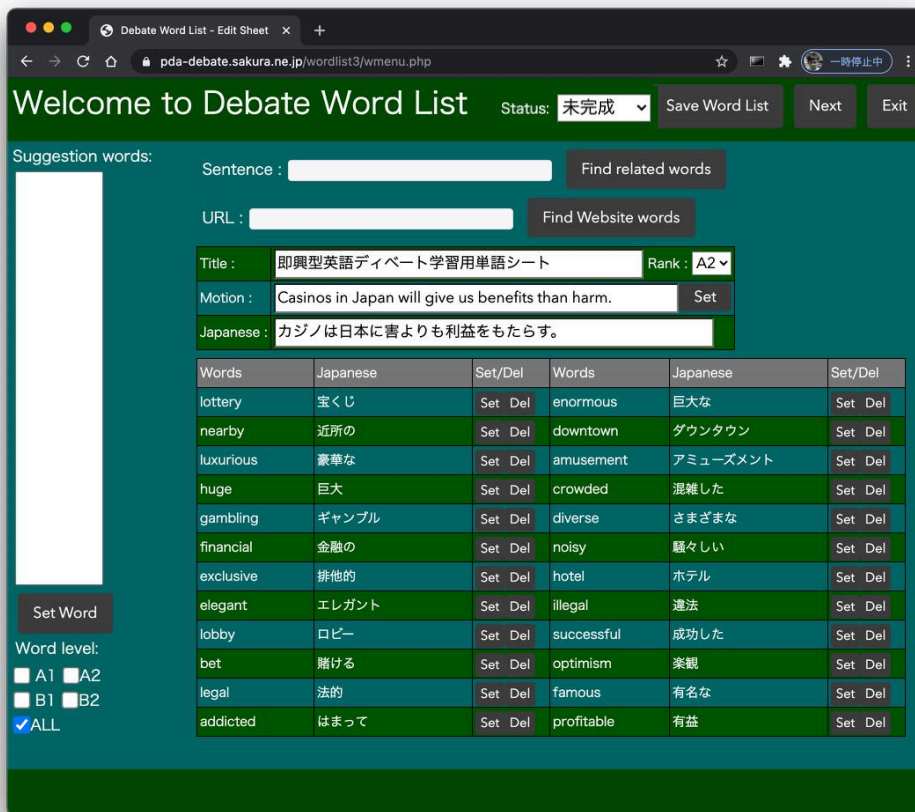 Debate Word List - Edit Sheet × +
pda-debate.sakura.ne.jp/wordlist3/wmenu.php 一時停止中
Welcome to Debate Word List Status: 未完成 Save Word List Next Exit
Suggestion words:
Sentence : Find related words
URL : Find Website words
Title : 即興型英語ディベート学習用単語シート Rank : A2
Motion : Casinos in Japan will give us benefits than harm. Set
Japanese : カジノは日本に害よりも利益をもたらす。
Words Japanese Set/Del Words Japanese Set/Del
lottery 宝くじ Set Del enormous 巨大な Set Del
nearby 近所の Set Del downtown ダウンタウン Set Del
luxurious 豪華な Set Del amusement アミューズメント Set Del
huge 巨大 Set Del crowded 混雑した Set Del
gambling ギャンブル Set Del diverse さまざまな Set Del
financial 金融の Set Del noisy 騒々しい Set Del
exclusive 排他的 Set Del hotel ホテル Set Del
elegant エレガント Set Del illegal 違法 Set Del
lobby ロビー Set Del successful 成功した Set Del
bet 賭ける Set Del optimism 楽観 Set Del
legal 法的 Set Del famous 有名な Set Del
addicted はまって Set Del profitable 有益 Set Del
Set Word
Word level:
A1 A2
B1 B2
ALL